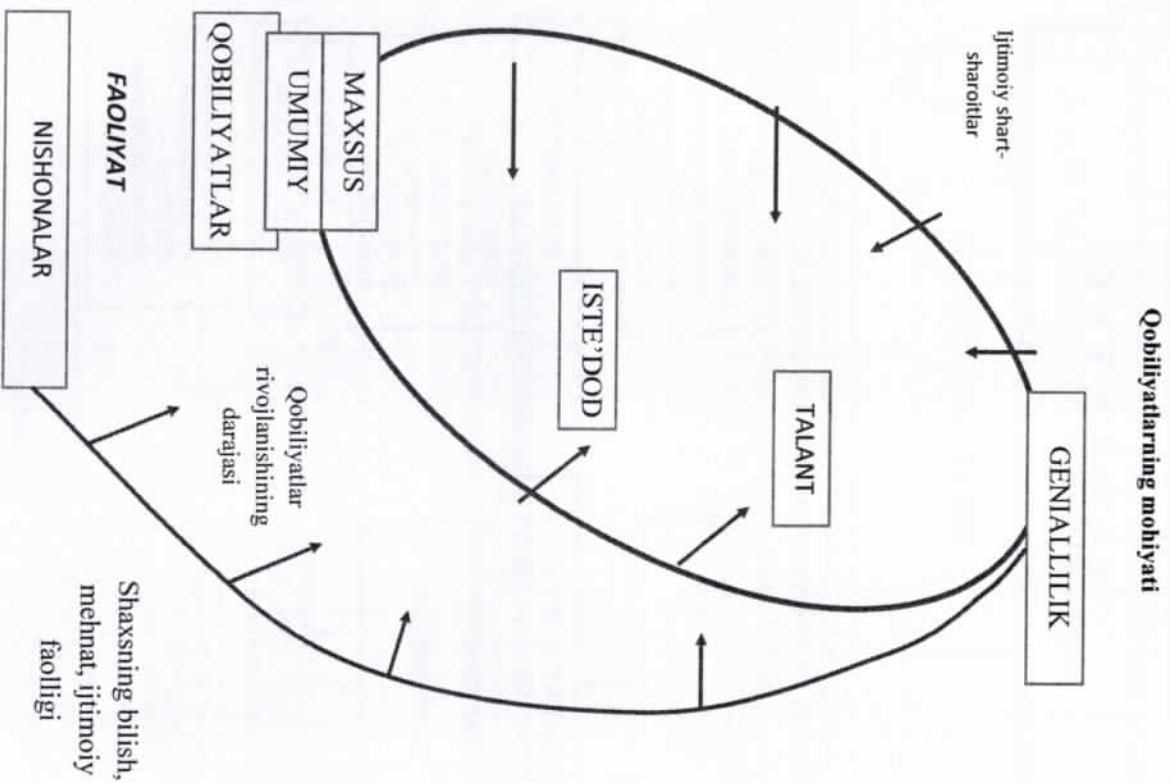 Qobiliyatlarning mohiyati
GENIALLILIK
Ijtimoiy shart-
sharoitlar
TALANT
ISTE’DOD
MAXSUS
UMUMIY
QOBILIYATLAR
FAOLIYAT
NISHONALAR
Qobiliyatlar
rivojlanishining
darajasi
Shaxsning bilish,
mehnat, ijtimoiy
faolligi